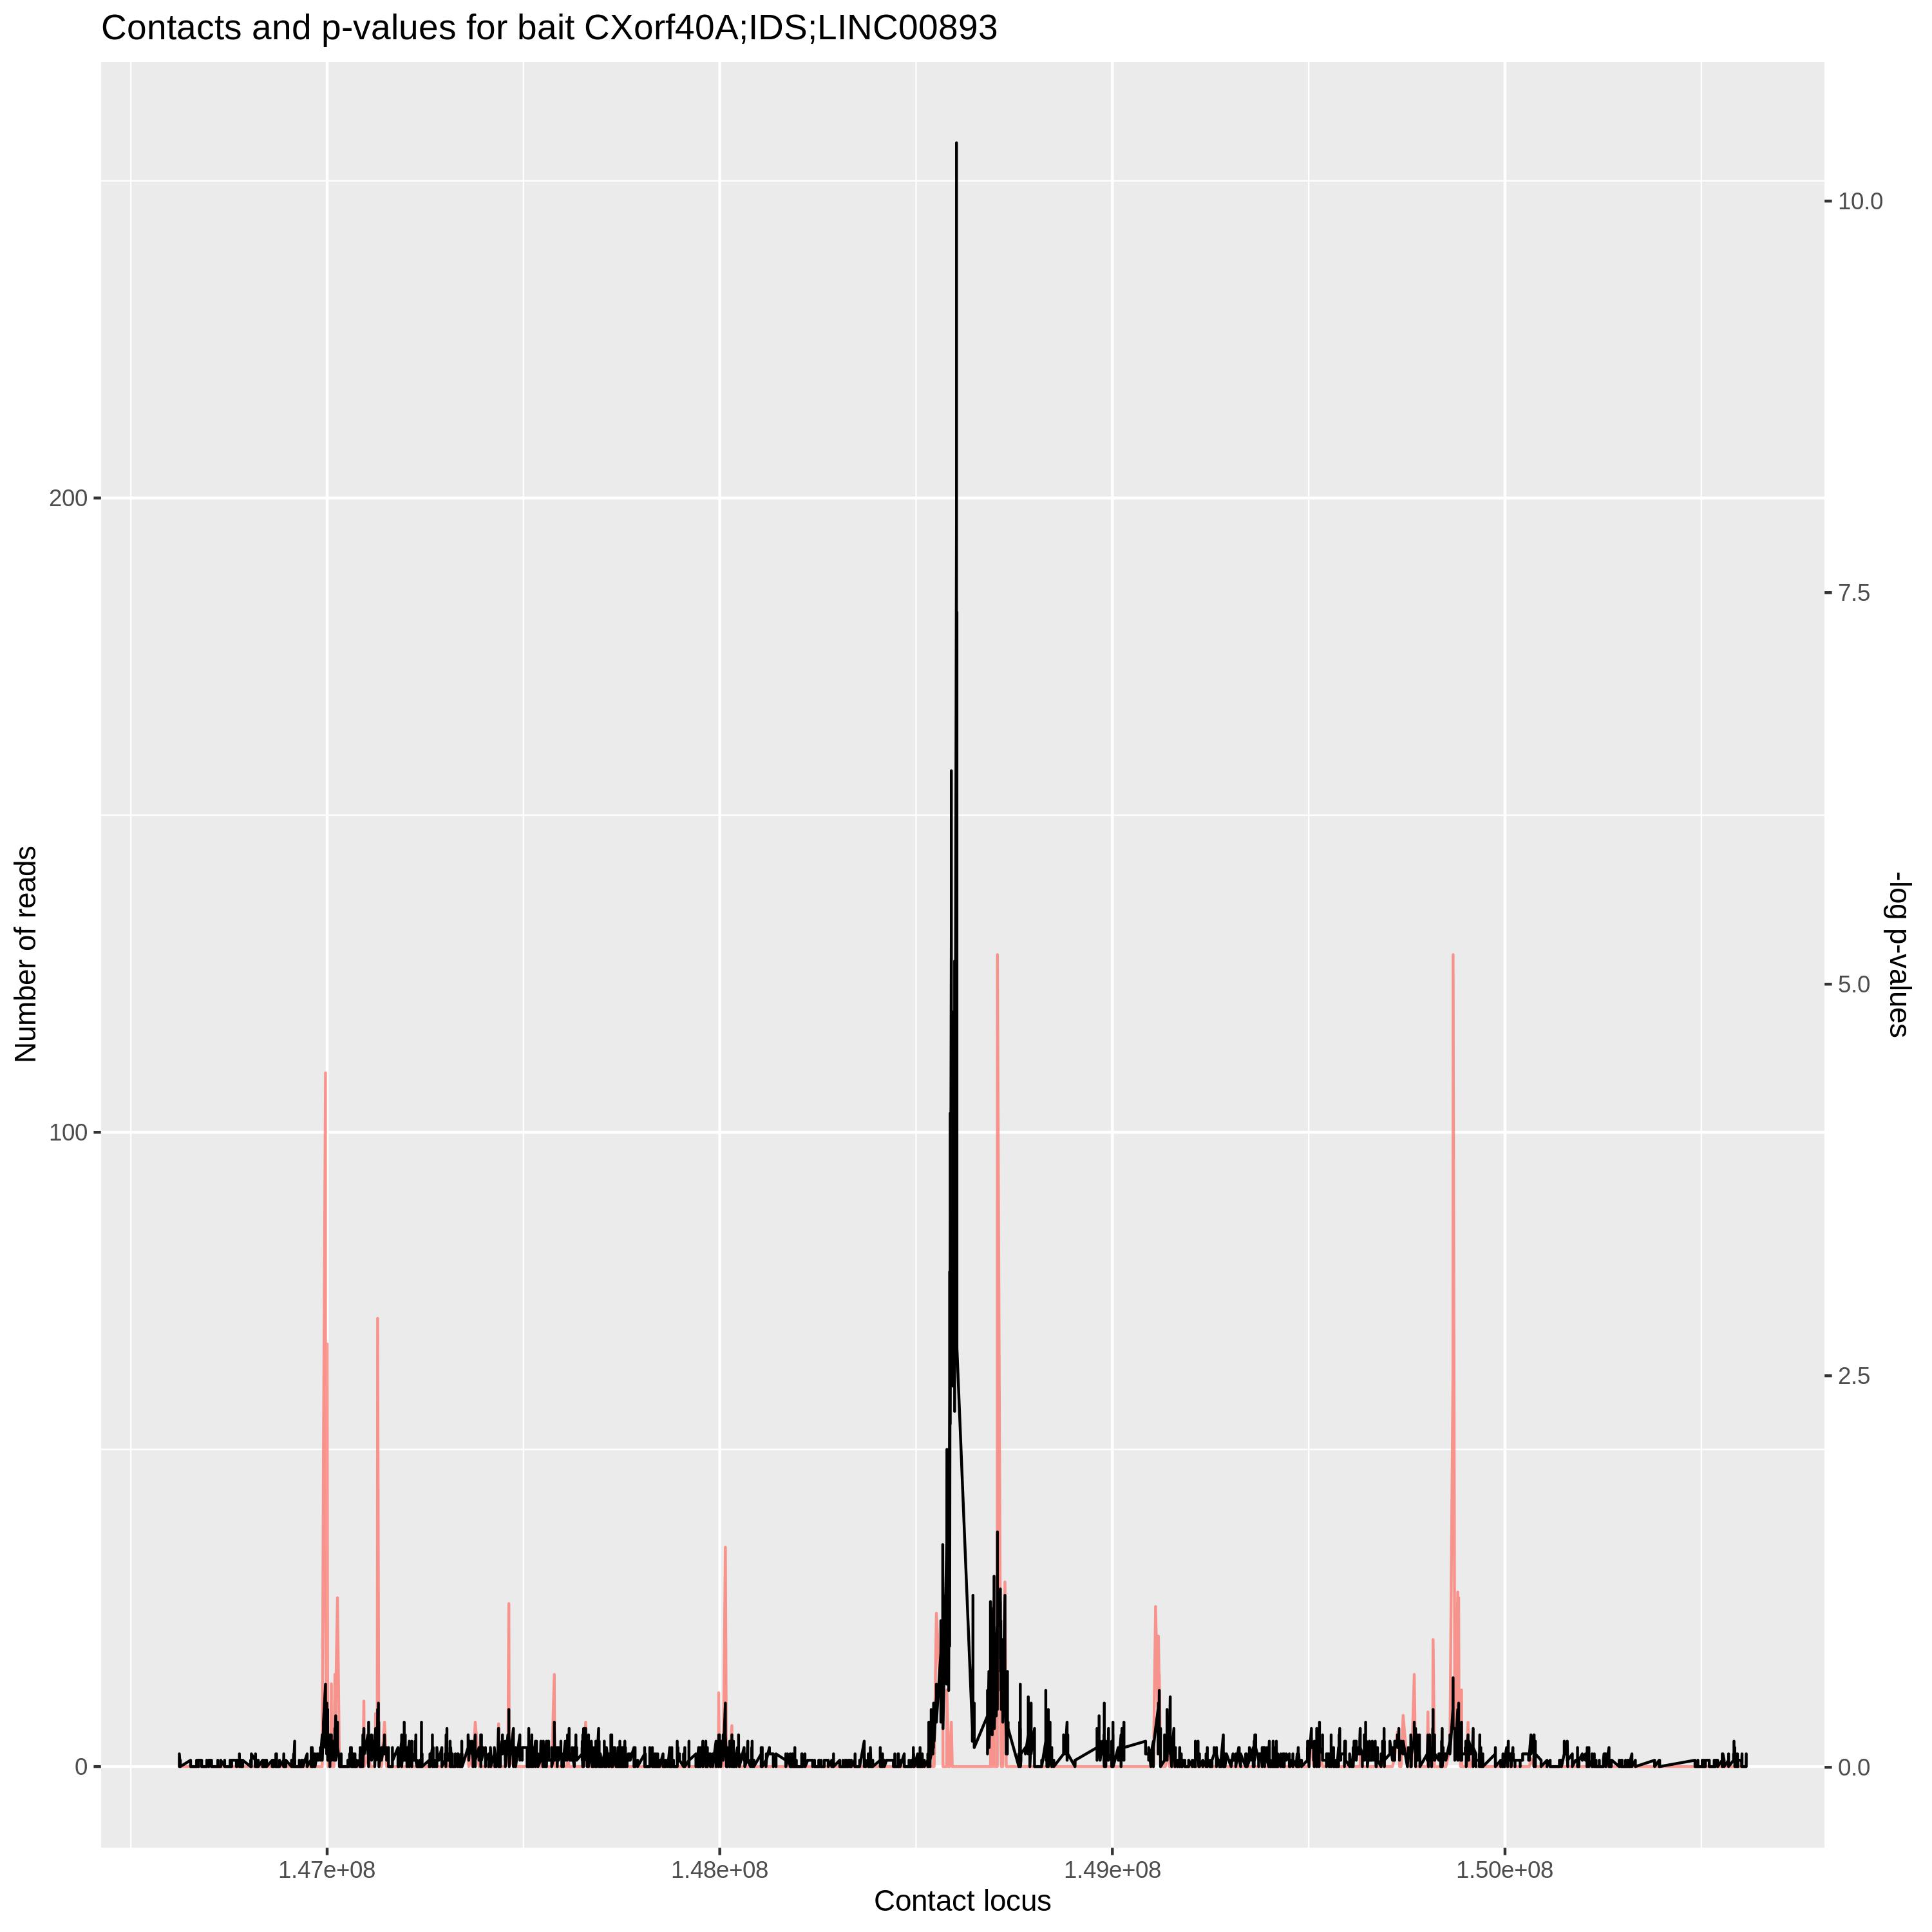 Contacts and p-values for bait CXorf40A;IDS;LINC00893
10.0
200
7.5
Number of reads
-log p-values
5.0
100
2.5
0
0.0
1.47e+08
1.48e+08
1.49e+08
1.50e+08
Contact locus